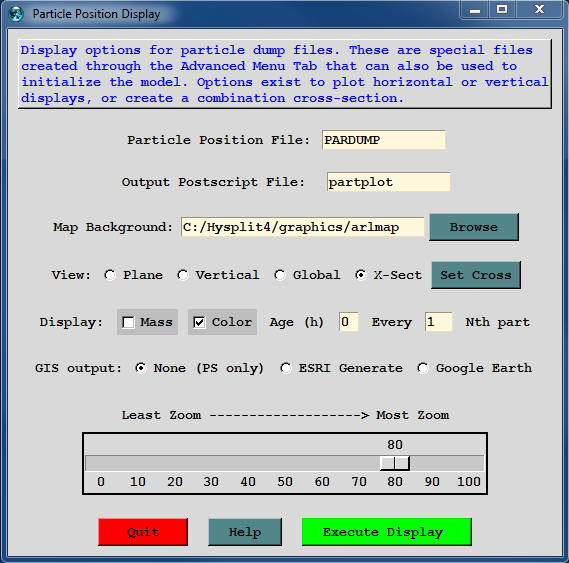 Particle Position Display
Display options for particle dump files. These are special files
created through the Advanced Menu Tab that can also be used to
initialize the model. Options exist to plot horizontal or vertical
displays, or create a combination cross-section.
Particle Position File: PARDUMP
Output Postscript File: partplot
Map Background: C:/Hysplit4/graphics/arlmap Browse
View: Plane Vertical Global X-Sect Set Cross
Display: Mass Color Age (h) 0 Every 1 Nth part
GIS output: None (PS only) ESRI Generate Google Earth
Least Zoom -------------------> Most Zoom
80
0 10 20 30 40 50 60 70 80 90 100
Quit Help Execute Display